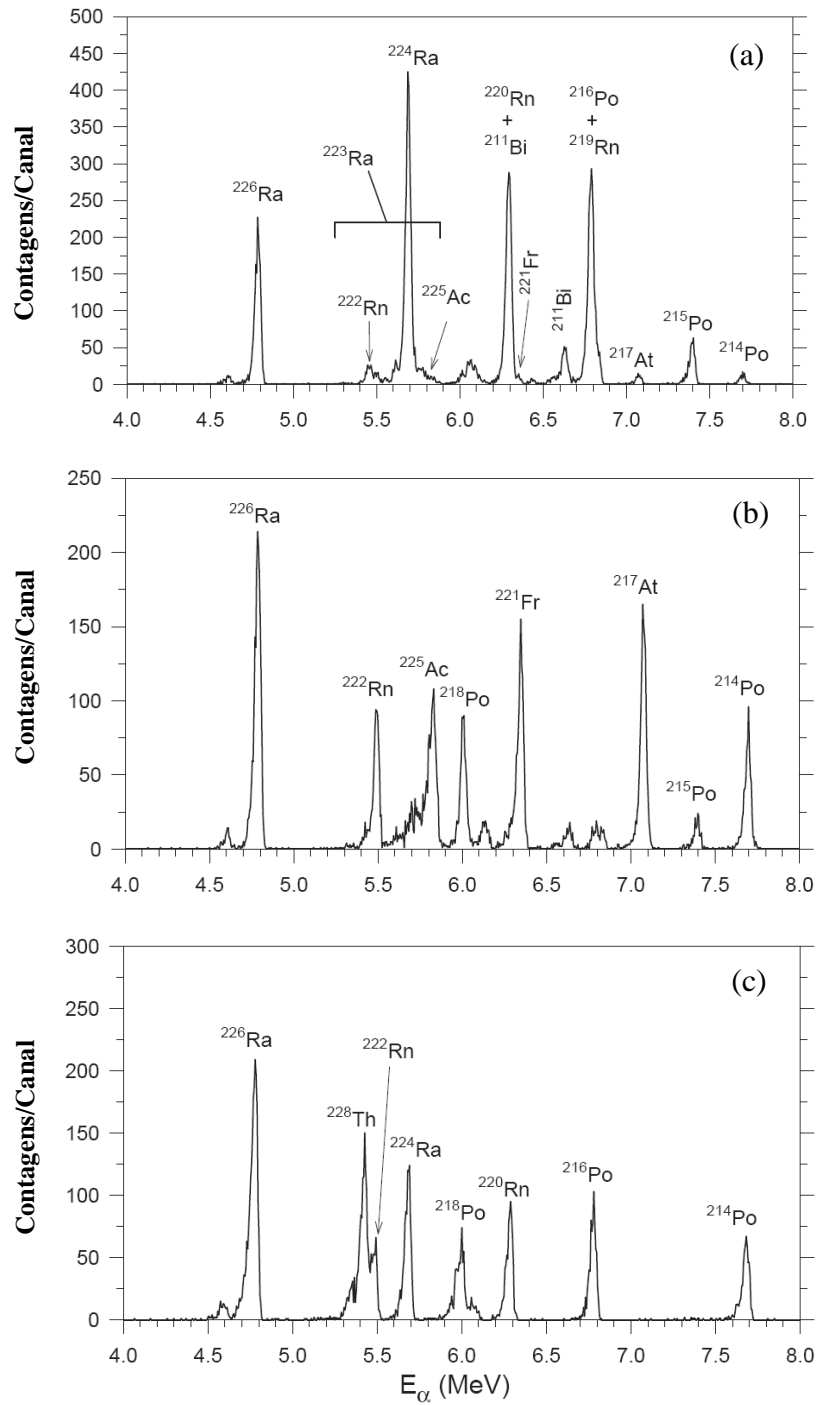 (a)
500
450
400
350
300
250
200
150
100
50
0
Contagens/Canal
²²⁶Ra
²²³Ra
²²²Rn
²²⁴Ra
²²⁵Ac
²²⁰Rn
+
²¹¹Bi
²²¹Fr
²¹¹Bi
²¹⁶Po
+
²¹⁹Rn
²¹⁷At
²¹⁵Po
²¹⁴Po
4.0 4.5 5.0 5.5 6.0 6.5 7.0 7.5 8.0
(b)
250
200
150
100
50
0
Contagens/Canal
²²⁶Ra
²²²Rn
²²⁵Ac
²¹⁸Po
²²¹Fr
²¹⁷At
²¹⁵Po
²¹⁴Po
4.0 4.5 5.0 5.5 6.0 6.5 7.0 7.5 8.0
(c)
300
250
200
150
100
50
0
Contagens/Canal
²²⁶Ra
²²⁸Th
²²²Rn
²²⁴Ra
²¹⁸Po
²²⁰Rn
²¹⁶Po
²¹⁴Po
4.0 4.5 5.0 5.5 6.0 6.5 7.0 7.5 8.0
Eα (MeV)